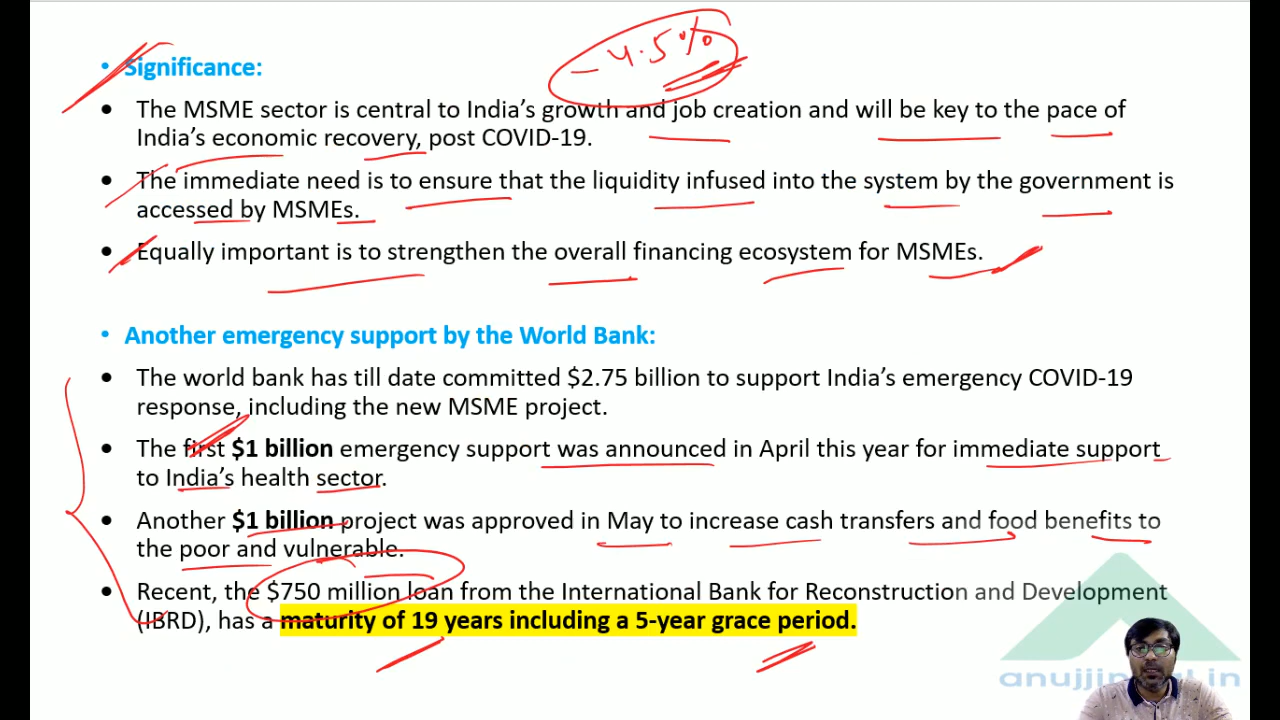 -4.5%
• Significance:
• The MSME sector is central to India's growth and job creation and will be key to the pace of
India's economic recovery, post COVID-19.
• The immediate need is to ensure that the liquidity infused into the system by the government is
accessed by MSMEs.
• Equally important is to strengthen the overall financing ecosystem for MSMEs.
• Another emergency support by the World Bank:
• The world bank has till date committed $2.75 billion to support India's emergency COVID-19
response, including the new MSME project.
• The first $1 billion emergency support was announced in April this year for immediate support
to India's health sector.
• Another $1 billion project was approved in May to increase cash transfers and food benefits to
the poor and vulnerable.
• Recent, the $750 million loan from the International Bank for Reconstruction and Development
(IBRD), has a maturity of 19 years including a 5-year grace period.